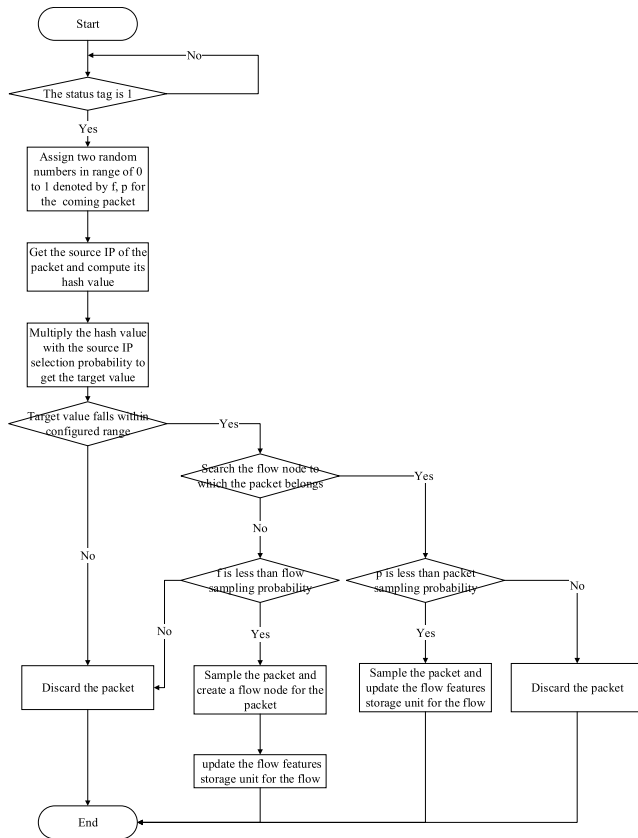 Start
No
The status tag is 1
Yes
Assign two random
numbers in range of 0
to 1 denoted by f, p for
the coming packet
Get the source IP of the
packet and compute its
hash value
Multiply the hash value
with the source IP
selection probability to
get the target value
Target value falls within
configured range
Yes
Search the flow node to
which the packet belongs
Yes
No
No
f is less than flow
sampling probability
p is less than packet
sampling probability
No
No
Yes
Yes
Discard the packet
Sample the packet and
create a flow node for the
packet
Sample the packet and
update the flow features
storage unit for the flow
Discard the packet
update the flow features
storage unit for the flow
End